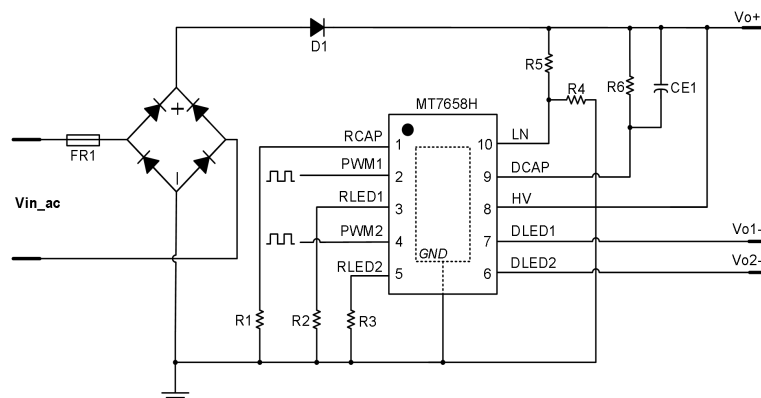 Vo+
D1
R5
R4
R6
CE1
MT7658H
FR1
+
RCAP
1
10
LN
PWM1
2
9
DCAP
Vin_ac
RLED1
3
8
HV
PWM2
4
7
DLED1
Vo1-
GND
RLED2
5
6
DLED2
Vo2-
R1
R2
R3